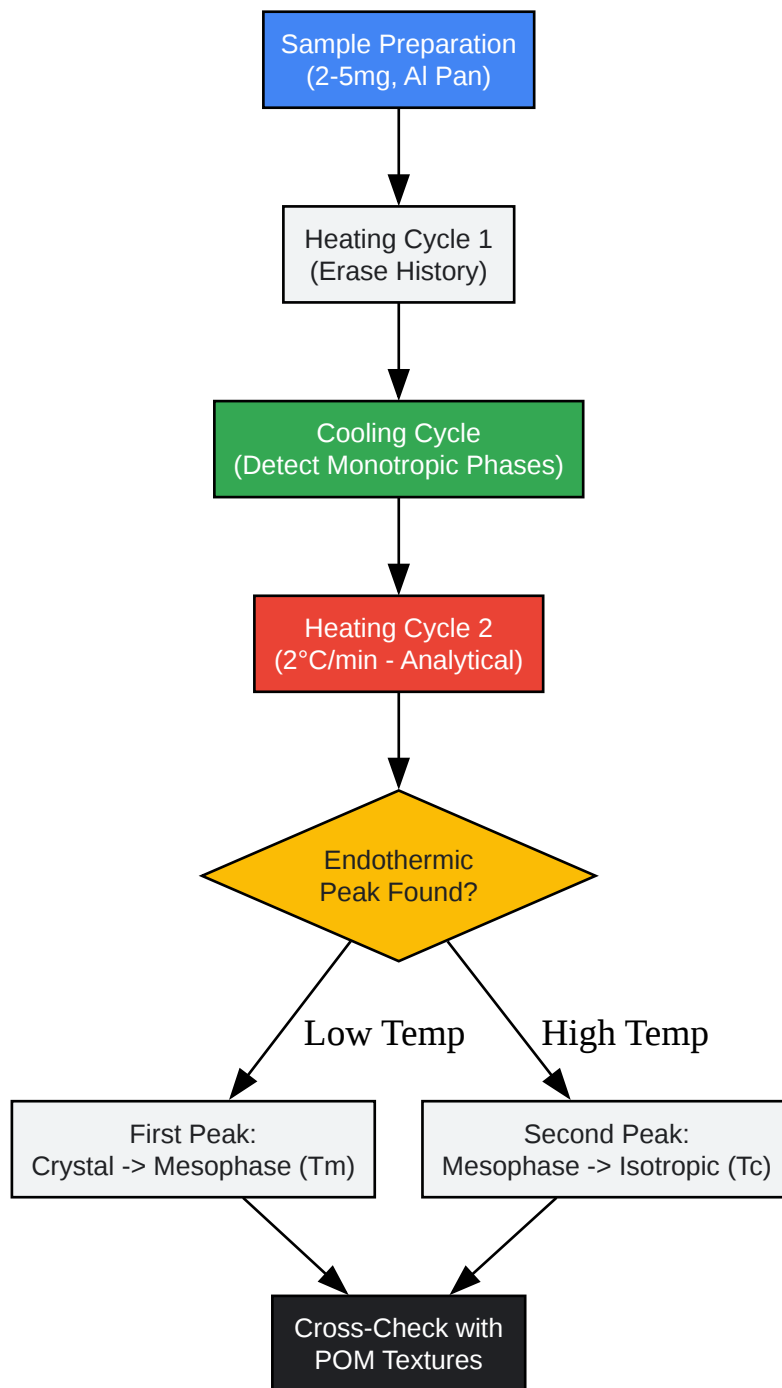 Sample Preparation
(2-5mg, Al Pan)
Heating Cycle 1
(Erase History)
Cooling Cycle
(Detect Monotropic Phases)
Heating Cycle 2
(2°C/min - Analytical)
Endothermic
Peak Found?
Low Temp
High Temp
First Peak:
Crystal -> Mesophase (Tm)
Second Peak:
Mesophase -> Isotropic (Tc)
Cross-Check with
POM Textures